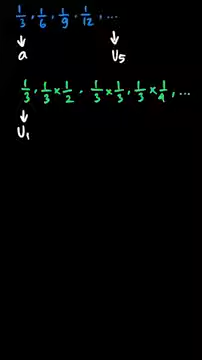 1/3, 1/6, 1/9, 1/12, ...
↓ ↓
a U₅
1/3, 1/3 × 1/2, 1/3 × 1/3, 1/3 × 1/4, ...
↓
U₁